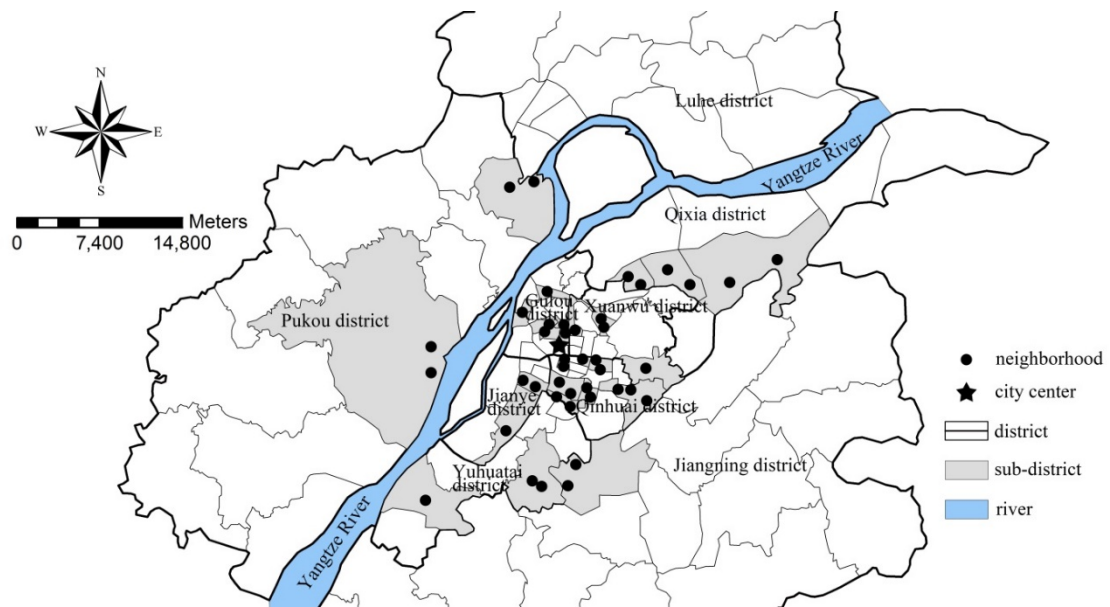 N
W
E
S
Meters
0
7,400
14,800
Luhe district
Yangtze River
Qixia district
Gulou
district
Xuanwu district
Pukou district
Jianye
district
Qinhuai district
Yuhuatai
district
Jiangning district
Yangtze River
neighborhood
city center
district
sub-district
river